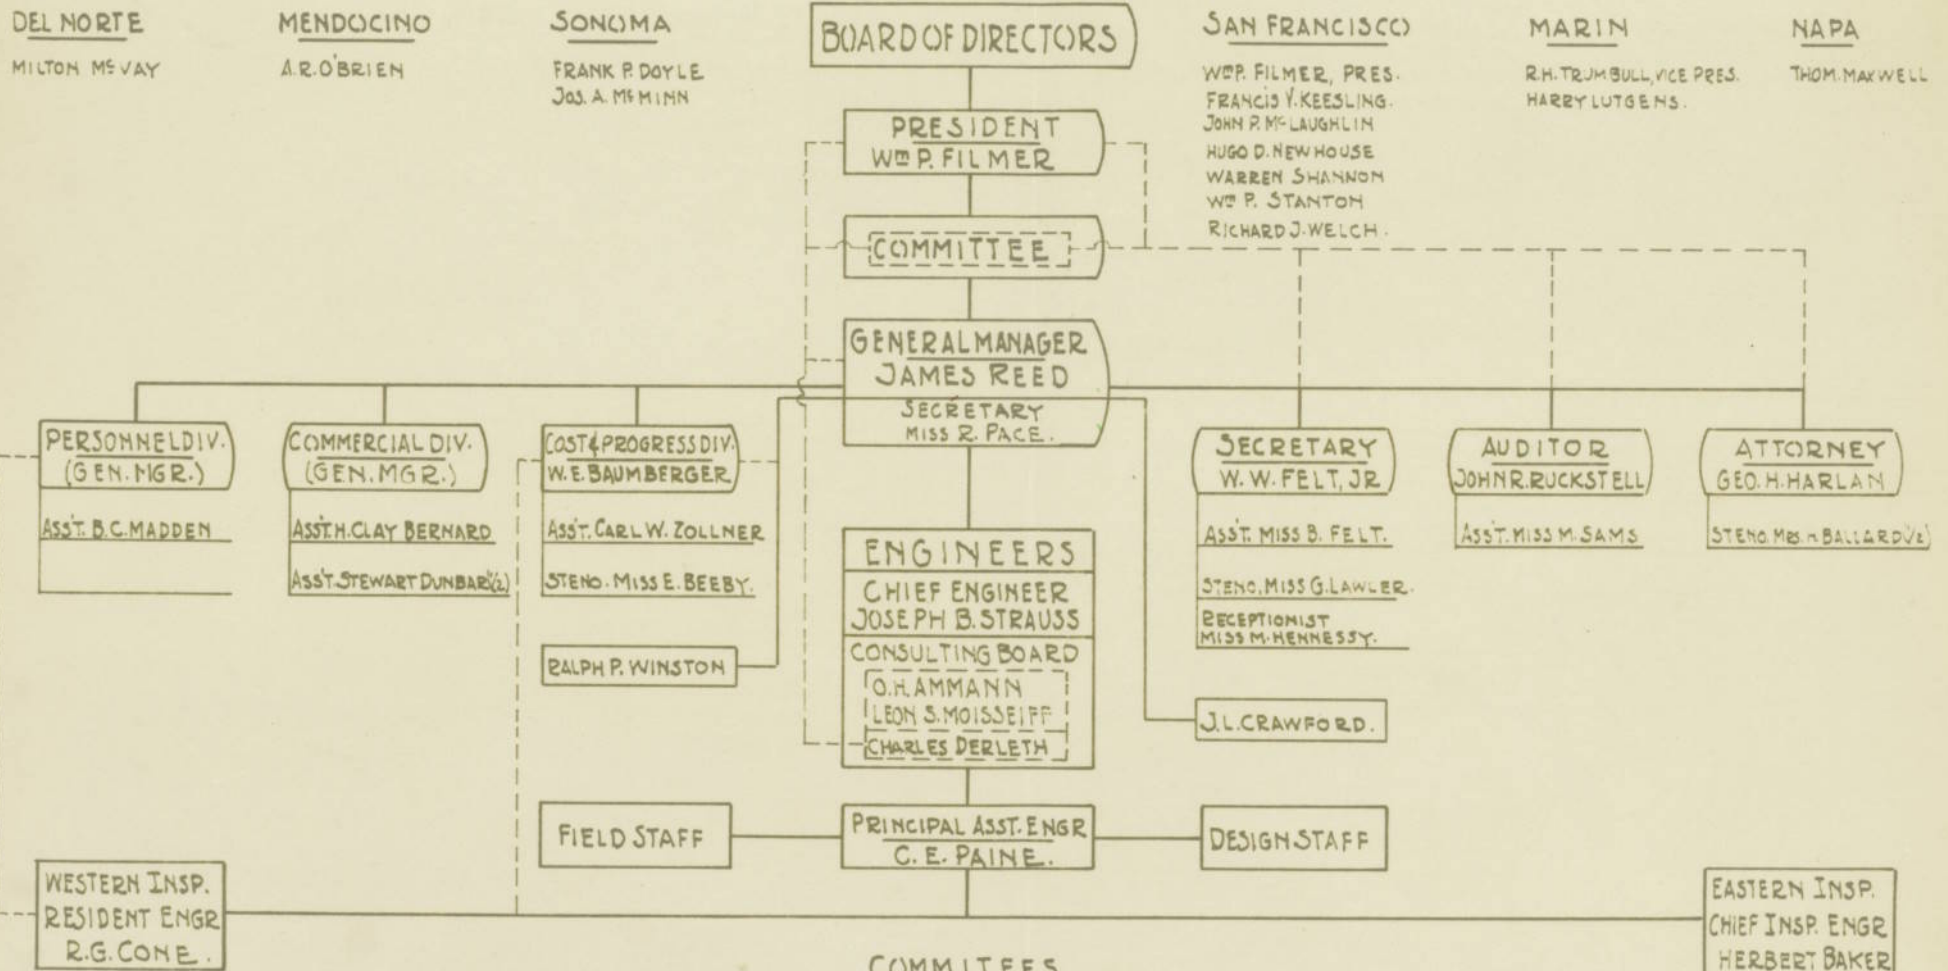 DEL NORTE
MILTON McVAY
MENDOCINO
A.R. O'BRIEN
SONOMA
FRANK P. DOYLE
JOS. A. McMINN
BOARD OF DIRECTORS
SAN FRANCISCO
Wm P. FILMER, PRES.
FRANCIS V. KEESLING.
JOHN P. McLAUGHLIN
HUGO D. NEWHOUSE
WARREN SHANNON
Wm P. STANTON
RICHARD J. WELCH.
MARIN
R.H. TRUMBULL, VICE PRES.
HARRY LUTGENS.
NAPA
THOM. MAXWELL
PRESIDENT
Wm P. FILMER
COMMITTEE
GENERAL MANAGER
JAMES REED
SECRETARY
MISS R. PACE.
PERSONNEL DIV.
(GEN. MGR.)
ASS'T. B.C. MADDEN
COMMERCIAL DIV.
(GEN. MGR.)
ASS'T. H. CLAY BERNARD
ASS'T STEWART DUNBAR (1/2)
COST & PROGRESS DIV.
W.E. BAUMBERGER
ASS'T. CARL W. ZOLLNER
STENO. MISS E. BEEBY.
RALPH P. WINSTON
SECRETARY
W. W. FELT, JR
ASS'T. MISS B. FELT.
STENO. MISS G. LAWLER.
RECEPTIONIST
MISS M. HENNESSY.
J.L. CRAWFORD.
AUDITOR
JOHN R. RUCKSTELL
ASS'T. MISS M. SAMS
ATTORNEY
GEO. H. HARLAN
STENO. MRS. M. BALLARD (1/2)
ENGINEERS
CHIEF ENGINEER
JOSEPH B. STRAUSS
CONSULTING BOARD
O.H. AMMANN
LEON S. MOISSEIFF
CHARLES DERLETH
FIELD STAFF
PRINCIPAL ASST. ENGR
C. E. PAINE.
DESIGN STAFF
WESTERN INSP.
RESIDENT ENGR
R.G. CONE.
EASTERN INSP.
CHIEF INSP. ENGR
HERBERT BAKER
COMMITEES